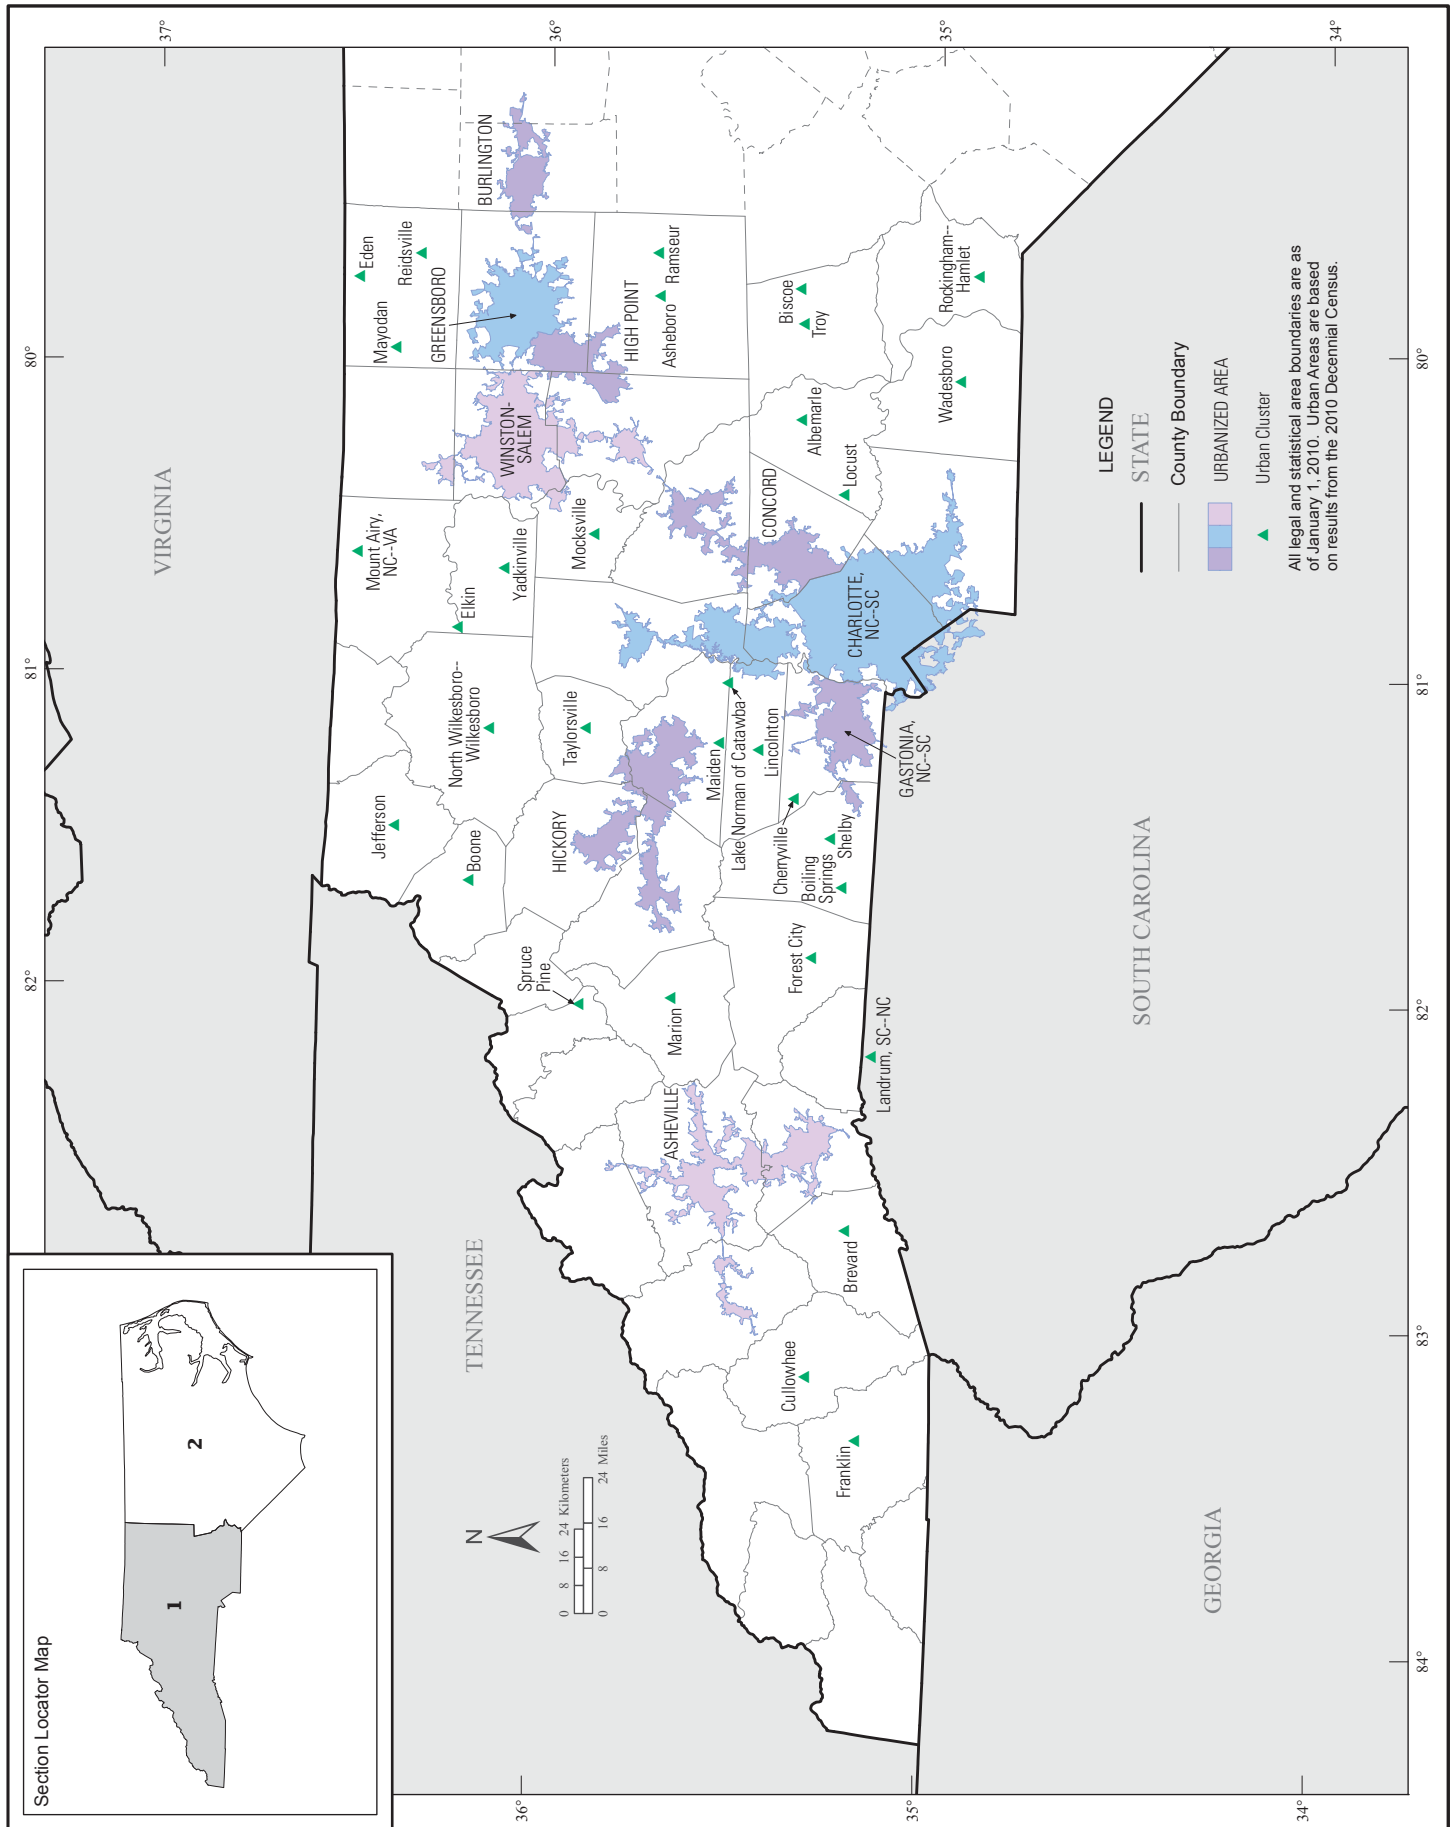 Section Locator Map
1
2
VIRGINIA
TENNESSEE
GEORGIA
SOUTH CAROLINA
82°
81°
80°
37°
36°
35°
34°
36°
35°
34°
84°
83°
82°
81°
80°
N
0 8 16 24 Kilometers
0 8 16 24 Miles
Jefferson
Boone
North Wilkesboro--
Wilkesboro
Elkin
Mount Airy,
NC--VA
Yadkinville
Mayodan
Eden
Reidsville
GREENSBORO
BURLINGTON
WINSTON-
SALEM
HIGH POINT
Asheboro
Ramseur
Mocksville
Taylorsville
HICKORY
Spruce
Pine
Marion
ASHEVILLE
Maiden
Lake Norman of Catawba
Lincolnton
Cherryville
Boiling
Springs
Shelby
GASTONIA,
NC--SC
CHARLOTTE,
NC--SC
CONCORD
Locust
Albemarle
Troy
Biscoe
Wadesboro
Rockingham--
Hamlet
Forest City
Landrum, SC--NC
Brevard
Cullowhee
Franklin
LEGEND
STATE
County Boundary
URBANIZED AREA
Urban Cluster
All legal and statistical area boundaries are as
of January 1, 2010. Urban Areas are based
on results from the 2010 Decennial Census.